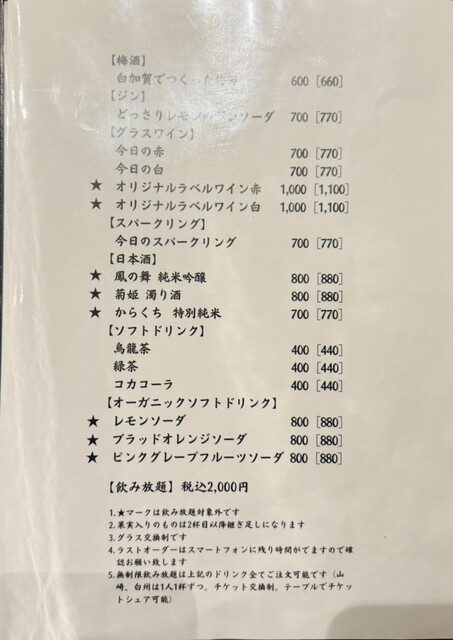 【梅酒】
白加賀でつくった梅酒 600 [660]
【ジン】
どっさりレモンのジンソーダ 700 [770]
【グラスワイン】
今日の赤 700 [770]
今日の白 700 [770]
★ オリジナルラベルワイン赤 1,000 [1,100]
★ オリジナルラベルワイン白 1,000 [1,100]
【スパークリング】
今日のスパークリング 700 [770]
【日本酒】
★ 鳳の舞 純米吟醸 800 [880]
★ 菊姫 濁り酒 800 [880]
★ からくち 特別純米 700 [770]
【ソフトドリンク】
烏龍茶 400 [440]
緑茶 400 [440]
コカコーラ 400 [440]
【オーガニックソフトドリンク】
★ レモンソーダ 800 [880]
★ ブラッドオレンジソーダ 800 [880]
★ ピンクグレープフルーツソーダ 800 [880]
【飲み放題】税込2,000円
1.★マークは飲み放題対象外です
2.果実入りのものは2杯目以降継ぎ足しになります
3.グラス交換制です
4.ラストオーダーはスマートフォンに残り時間がでますので確
認お願い致します
5.無制限飲み放題は上記のドリンク全てご注文可能です（山
崎、白州は1人1杯ずつ。チケット交換制。テーブルでチケッ
トシェア可能）